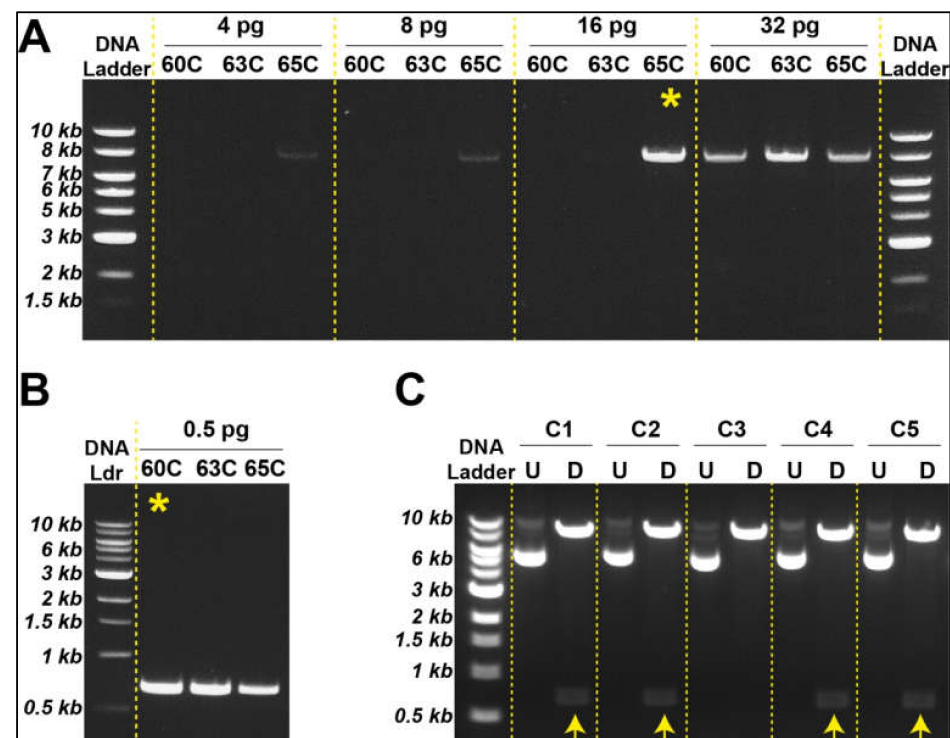 A
4 pg 8 pg 16 pg 32 pg
DNA Ladder 60C 63C 65C 60C 63C 65C 60C 63C 65C 60C 63C 65C DNA Ladder
*
10 kb
8 kb
7 kb
6 kb
5 kb
3 kb
2 kb
1.5 kb
B
0.5 pg
DNA Ldr 60C 63C 65C
*
10 kb
6 kb
3 kb
2 kb
1.5 kb
1 kb
0.5 kb
C
C1 C2 C3 C4 C5
DNA Ladder U D U D U D U D U D
10 kb
6 kb
3 kb
2 kb
1.5 kb
1 kb
0.5 kb